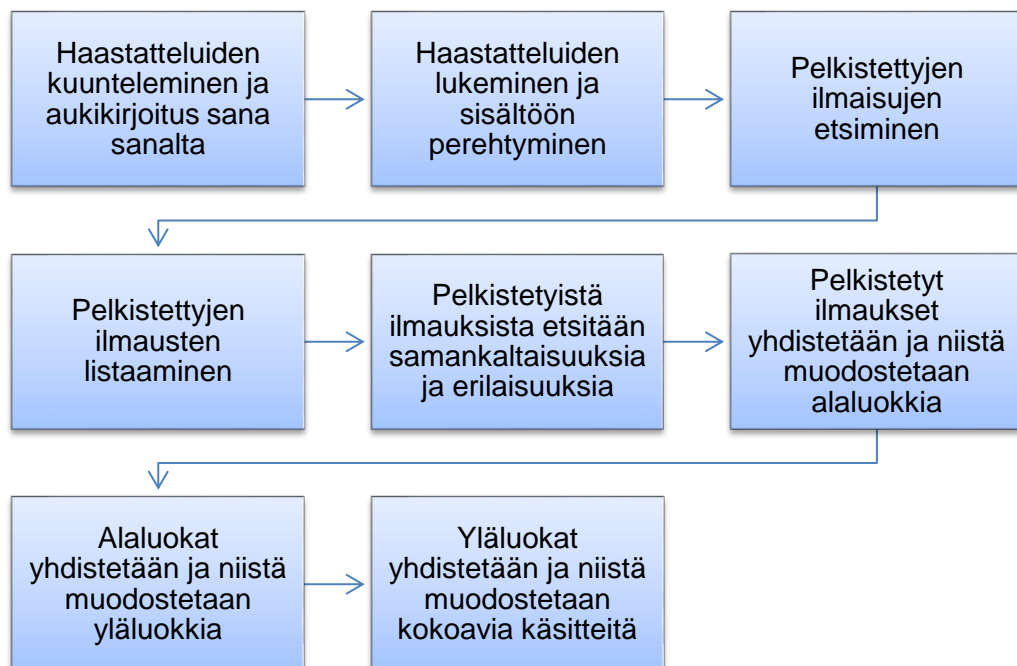 Haastatteluiden
kuunteleminen ja
aukikirjoitus sana
sanalta
Haastatteluiden
lukeminen ja
sisältöön
perehtyminen
Pelkistettyjen
ilmaisujen
etsiminen
Pelkistettyjen
ilmausten
listaaminen
Pelkistetyistä
ilmauksista etsitään
samankaltaisuuksia
ja erilaisuuksia
Pelkistetyt
ilmaukset
yhdistetään ja niistä
muodostetaan
alaluokkia
Alaluokat
yhdistetään ja niistä
muodostetaan
yläluokkia
Yläluokat
yhdistetään ja niistä
muodostetaan
kokoavia käsitteitä